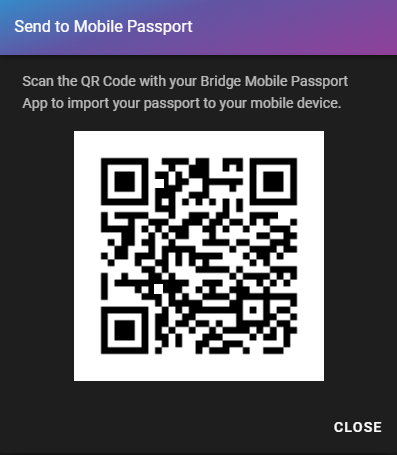 Send to Mobile Passport
Scan the QR Code with your Bridge Mobile Passport
App to import your passport to your mobile device.
CLOSE